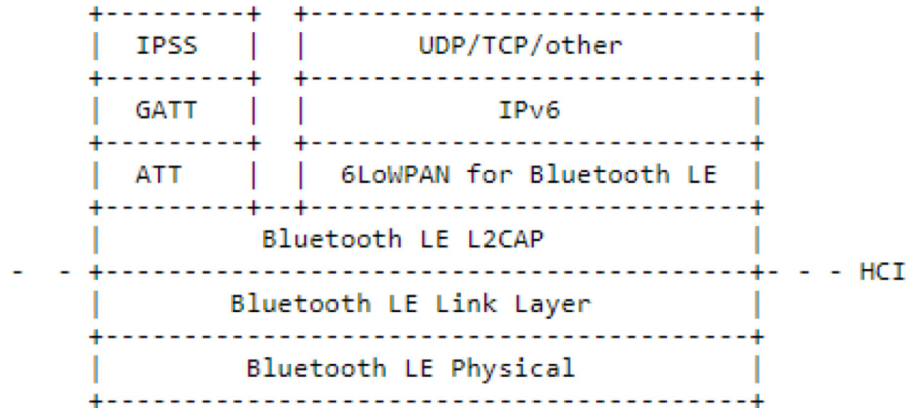 IPSS UDP/TCP/other
GATT IPv6
ATT 6LoWPAN for Bluetooth LE
Bluetooth LE L2CAP
- - - - - HCI
Bluetooth LE Link Layer
Bluetooth LE Physical